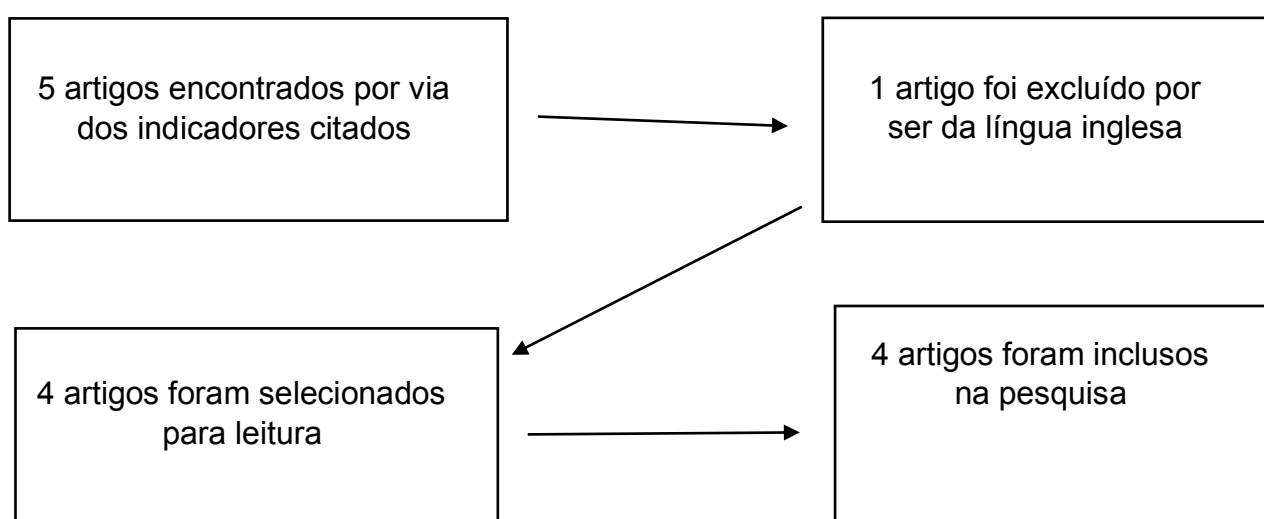 5 artigos encontrados por via
dos indicadores citados
1 artigo foi excluído por
ser da língua inglesa
4 artigos foram selecionados
para leitura
4 artigos foram inclusos
na pesquisa